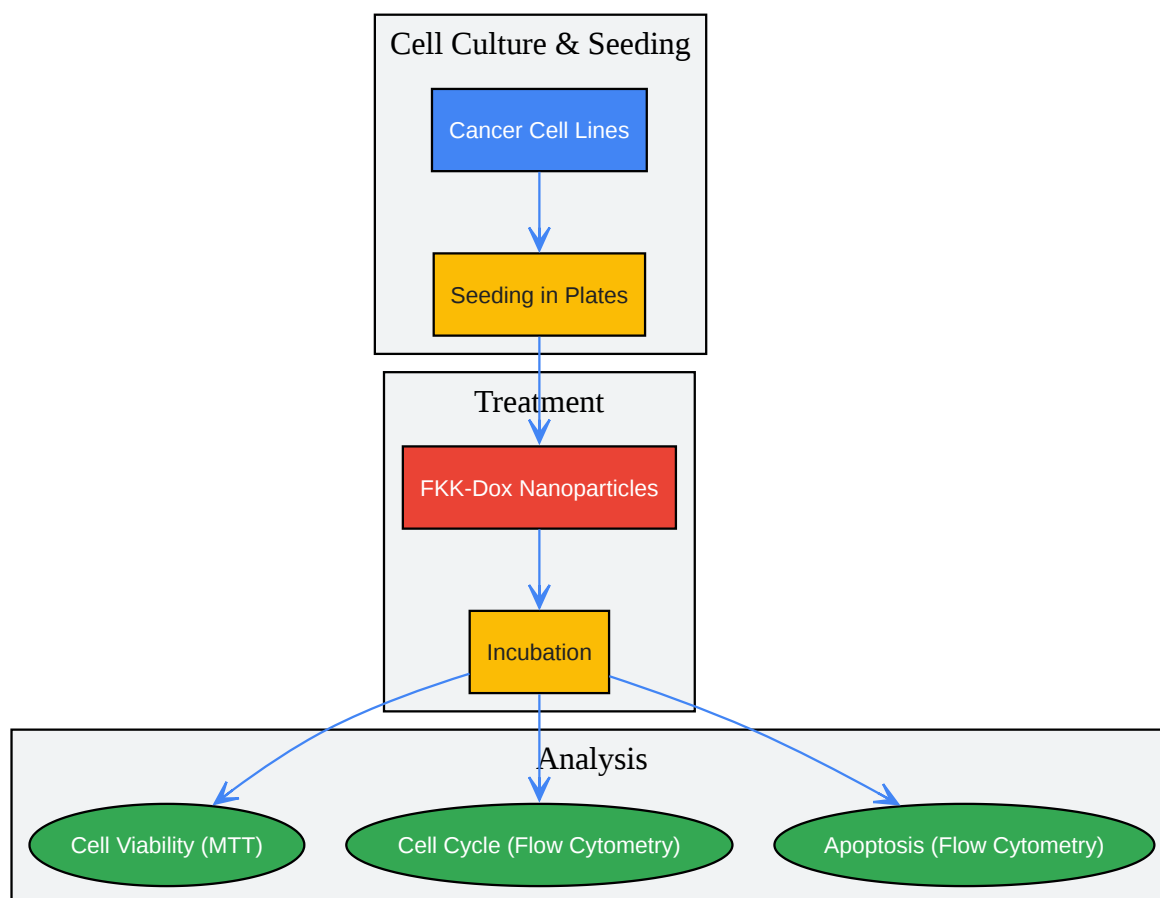 Cell Culture & Seeding
Cancer Cell Lines
Seeding in Plates
Treatment
FKK-Dox Nanoparticles
Incubation
Analysis
Cell Viability (MTT)
Cell Cycle (Flow Cytometry)
Apoptosis (Flow Cytometry)